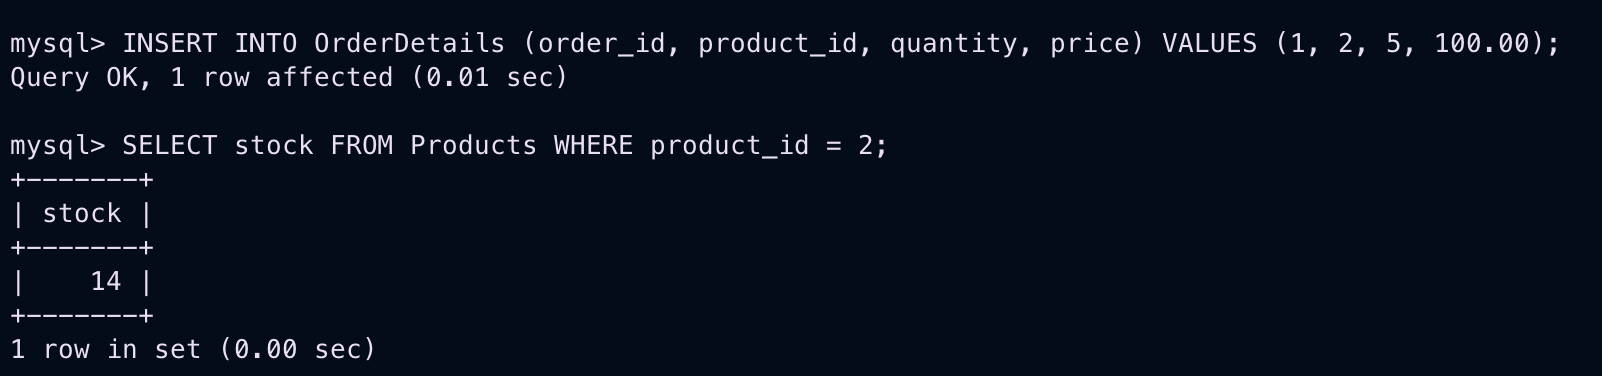 mysql> INSERT INTO OrderDetails (order_id, product_id, quantity, price) VALUES (1, 2, 5, 100.00);
Query OK, 1 row affected (0.01 sec)
mysql> SELECT stock FROM Products WHERE product_id = 2;
+-------+
| stock |
+-------+
|    14 |
+-------+
1 row in set (0.00 sec)